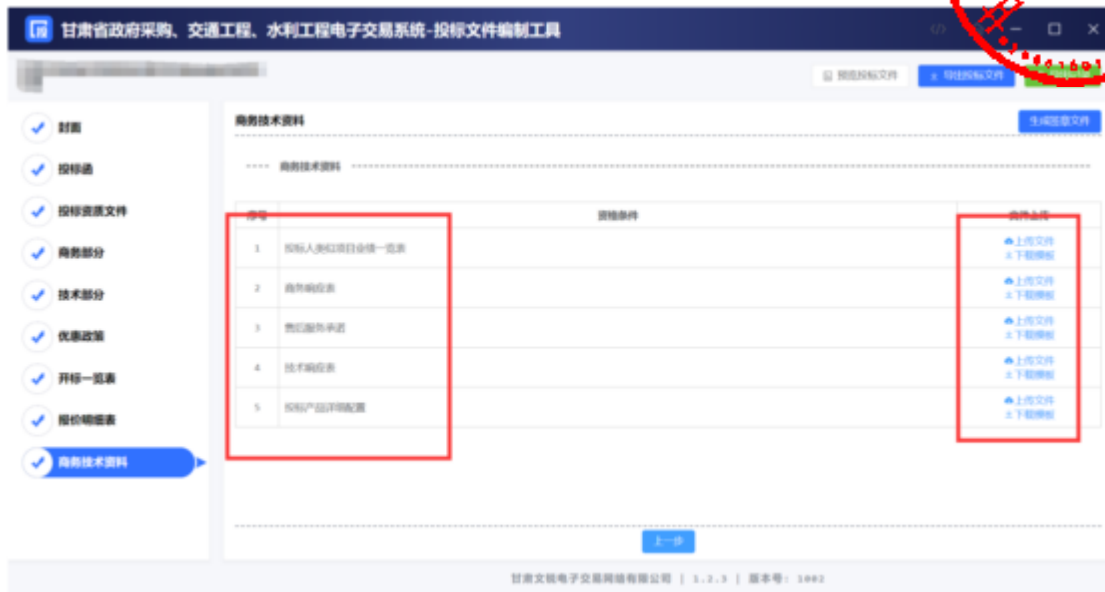 甘肃省政府采购、交通工程、水利工程电子交易系统-投标文件编制工具
预览投标文件
导出投标文件
封面
投标函
投标资质文件
商务部分
技术部分
优惠政策
开标一览表
报价明细表
商务技术资料
商务技术资料
生成签章文件
商务技术资料
序号 资格条件 文件上传
1 投标人类似项目业绩一览表 上传文件
下载模板
2 商务响应表 上传文件
下载模板
3 售后服务承诺 上传文件
下载模板
4 技术响应表 上传文件
下载模板
5 投标产品详细配置 上传文件
下载模板
上一步
甘肃文锐电子交易网络有限公司 | 1.2.3 | 版本号: 1002